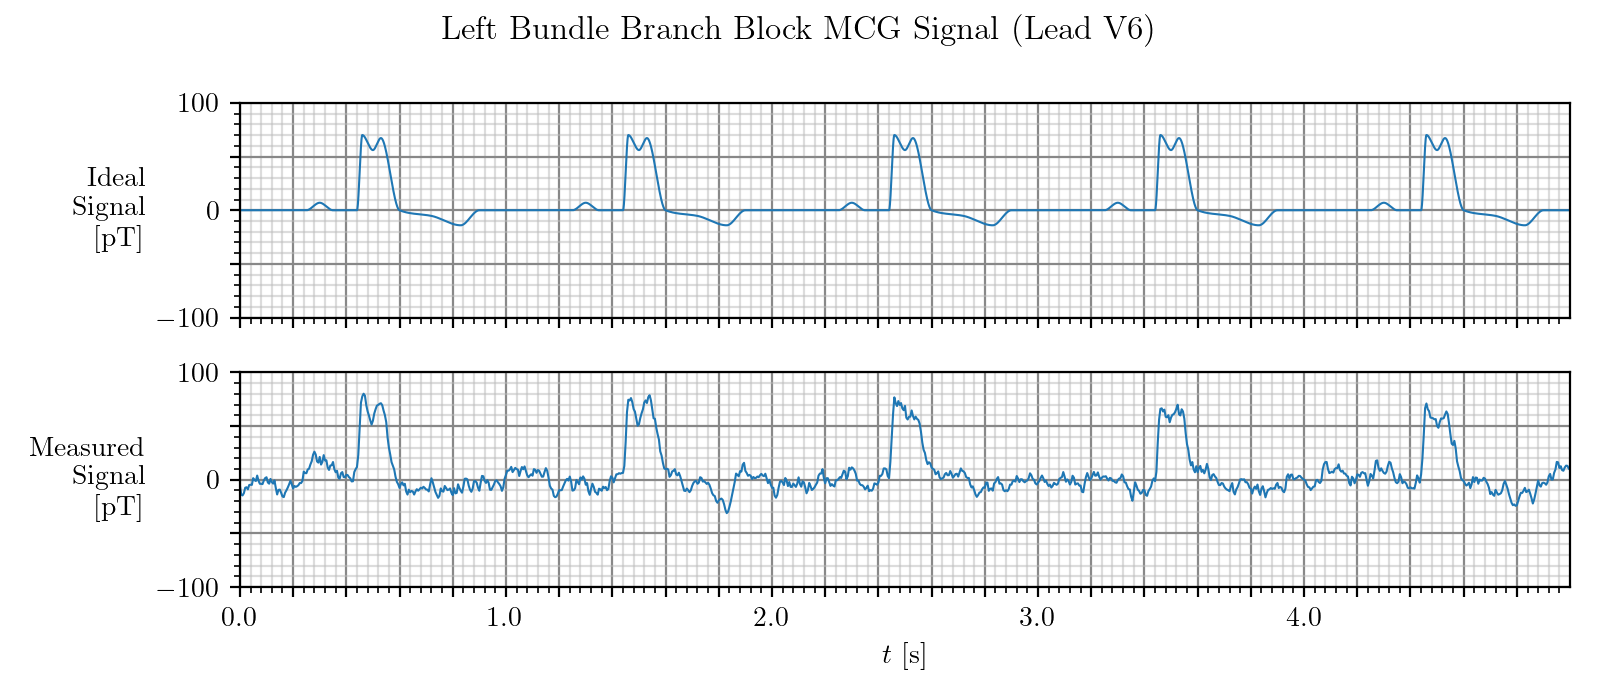 Left Bundle Branch Block MCG Signal (Lead V6)
100
Ideal
Signal
[pT]
0
−100
100
Measured
Signal
[pT]
0
−100
0.0 1.0 2.0 3.0 4.0
t [s]